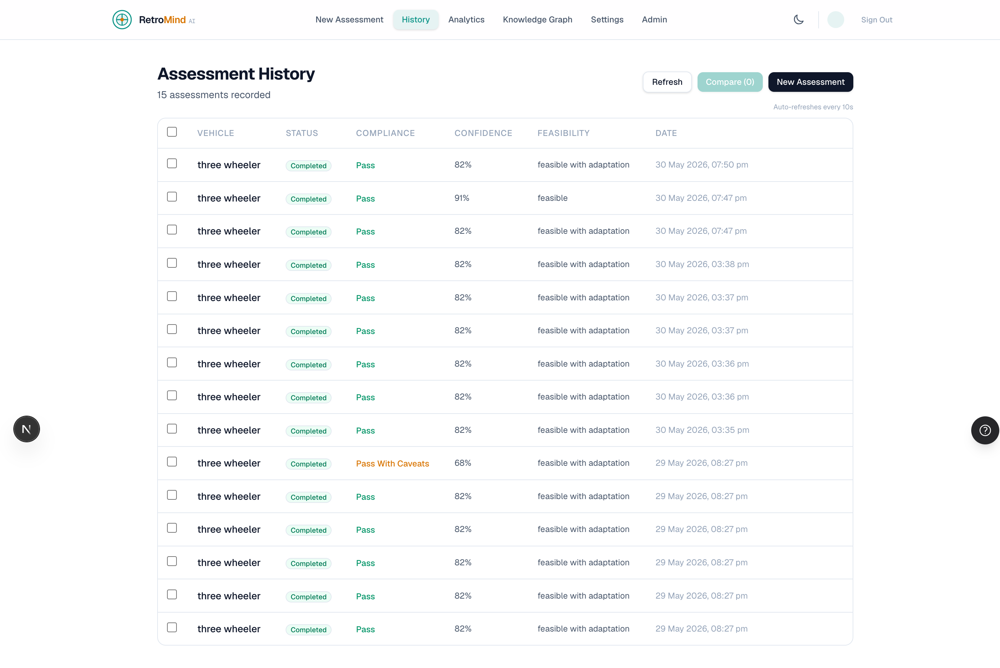 RetroMind AI New Assessment History Analytics Knowledge Graph Settings Admin Sign Out
Assessment History
15 assessments recorded
Refresh Compare (0) New Assessment
Auto-refreshes every 10s
VEHICLE STATUS COMPLIANCE CONFIDENCE FEASIBILITY DATE
three wheeler Completed Pass 82% feasible with adaptation 30 May 2026, 07:50 pm
three wheeler Completed Pass 91% feasible 30 May 2026, 07:47 pm
three wheeler Completed Pass 82% feasible with adaptation 30 May 2026, 07:47 pm
three wheeler Completed Pass 82% feasible with adaptation 30 May 2026, 03:38 pm
three wheeler Completed Pass 82% feasible with adaptation 30 May 2026, 03:37 pm
three wheeler Completed Pass 82% feasible with adaptation 30 May 2026, 03:37 pm
three wheeler Completed Pass 82% feasible with adaptation 30 May 2026, 03:36 pm
three wheeler Completed Pass 82% feasible with adaptation 30 May 2026, 03:36 pm
three wheeler Completed Pass 82% feasible with adaptation 30 May 2026, 03:35 pm
three wheeler Completed Pass With Caveats 68% feasible with adaptation 29 May 2026, 08:27 pm
three wheeler Completed Pass 82% feasible with adaptation 29 May 2026, 08:27 pm
three wheeler Completed Pass 82% feasible with adaptation 29 May 2026, 08:27 pm
three wheeler Completed Pass 82% feasible with adaptation 29 May 2026, 08:27 pm
three wheeler Completed Pass 82% feasible with adaptation 29 May 2026, 08:27 pm
three wheeler Completed Pass 82% feasible with adaptation 29 May 2026, 08:27 pm
N
?